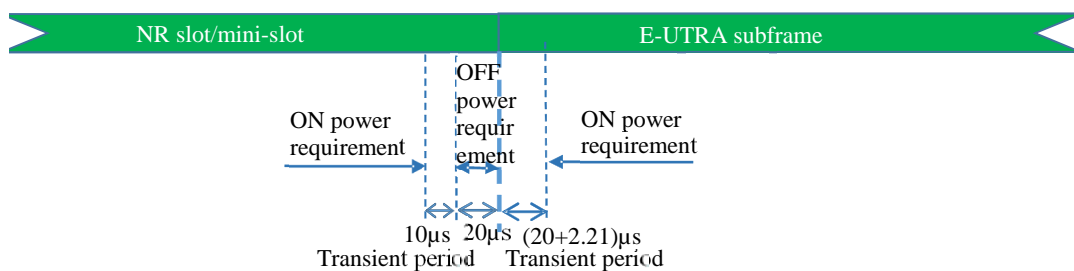 NR slot/mini-slot
E-UTRA subframe
OFF
power
requir
ement
ON power
requirement
ON power
requirement
10µs
20µs
(20+2.21)µs
Transient period
Transient period